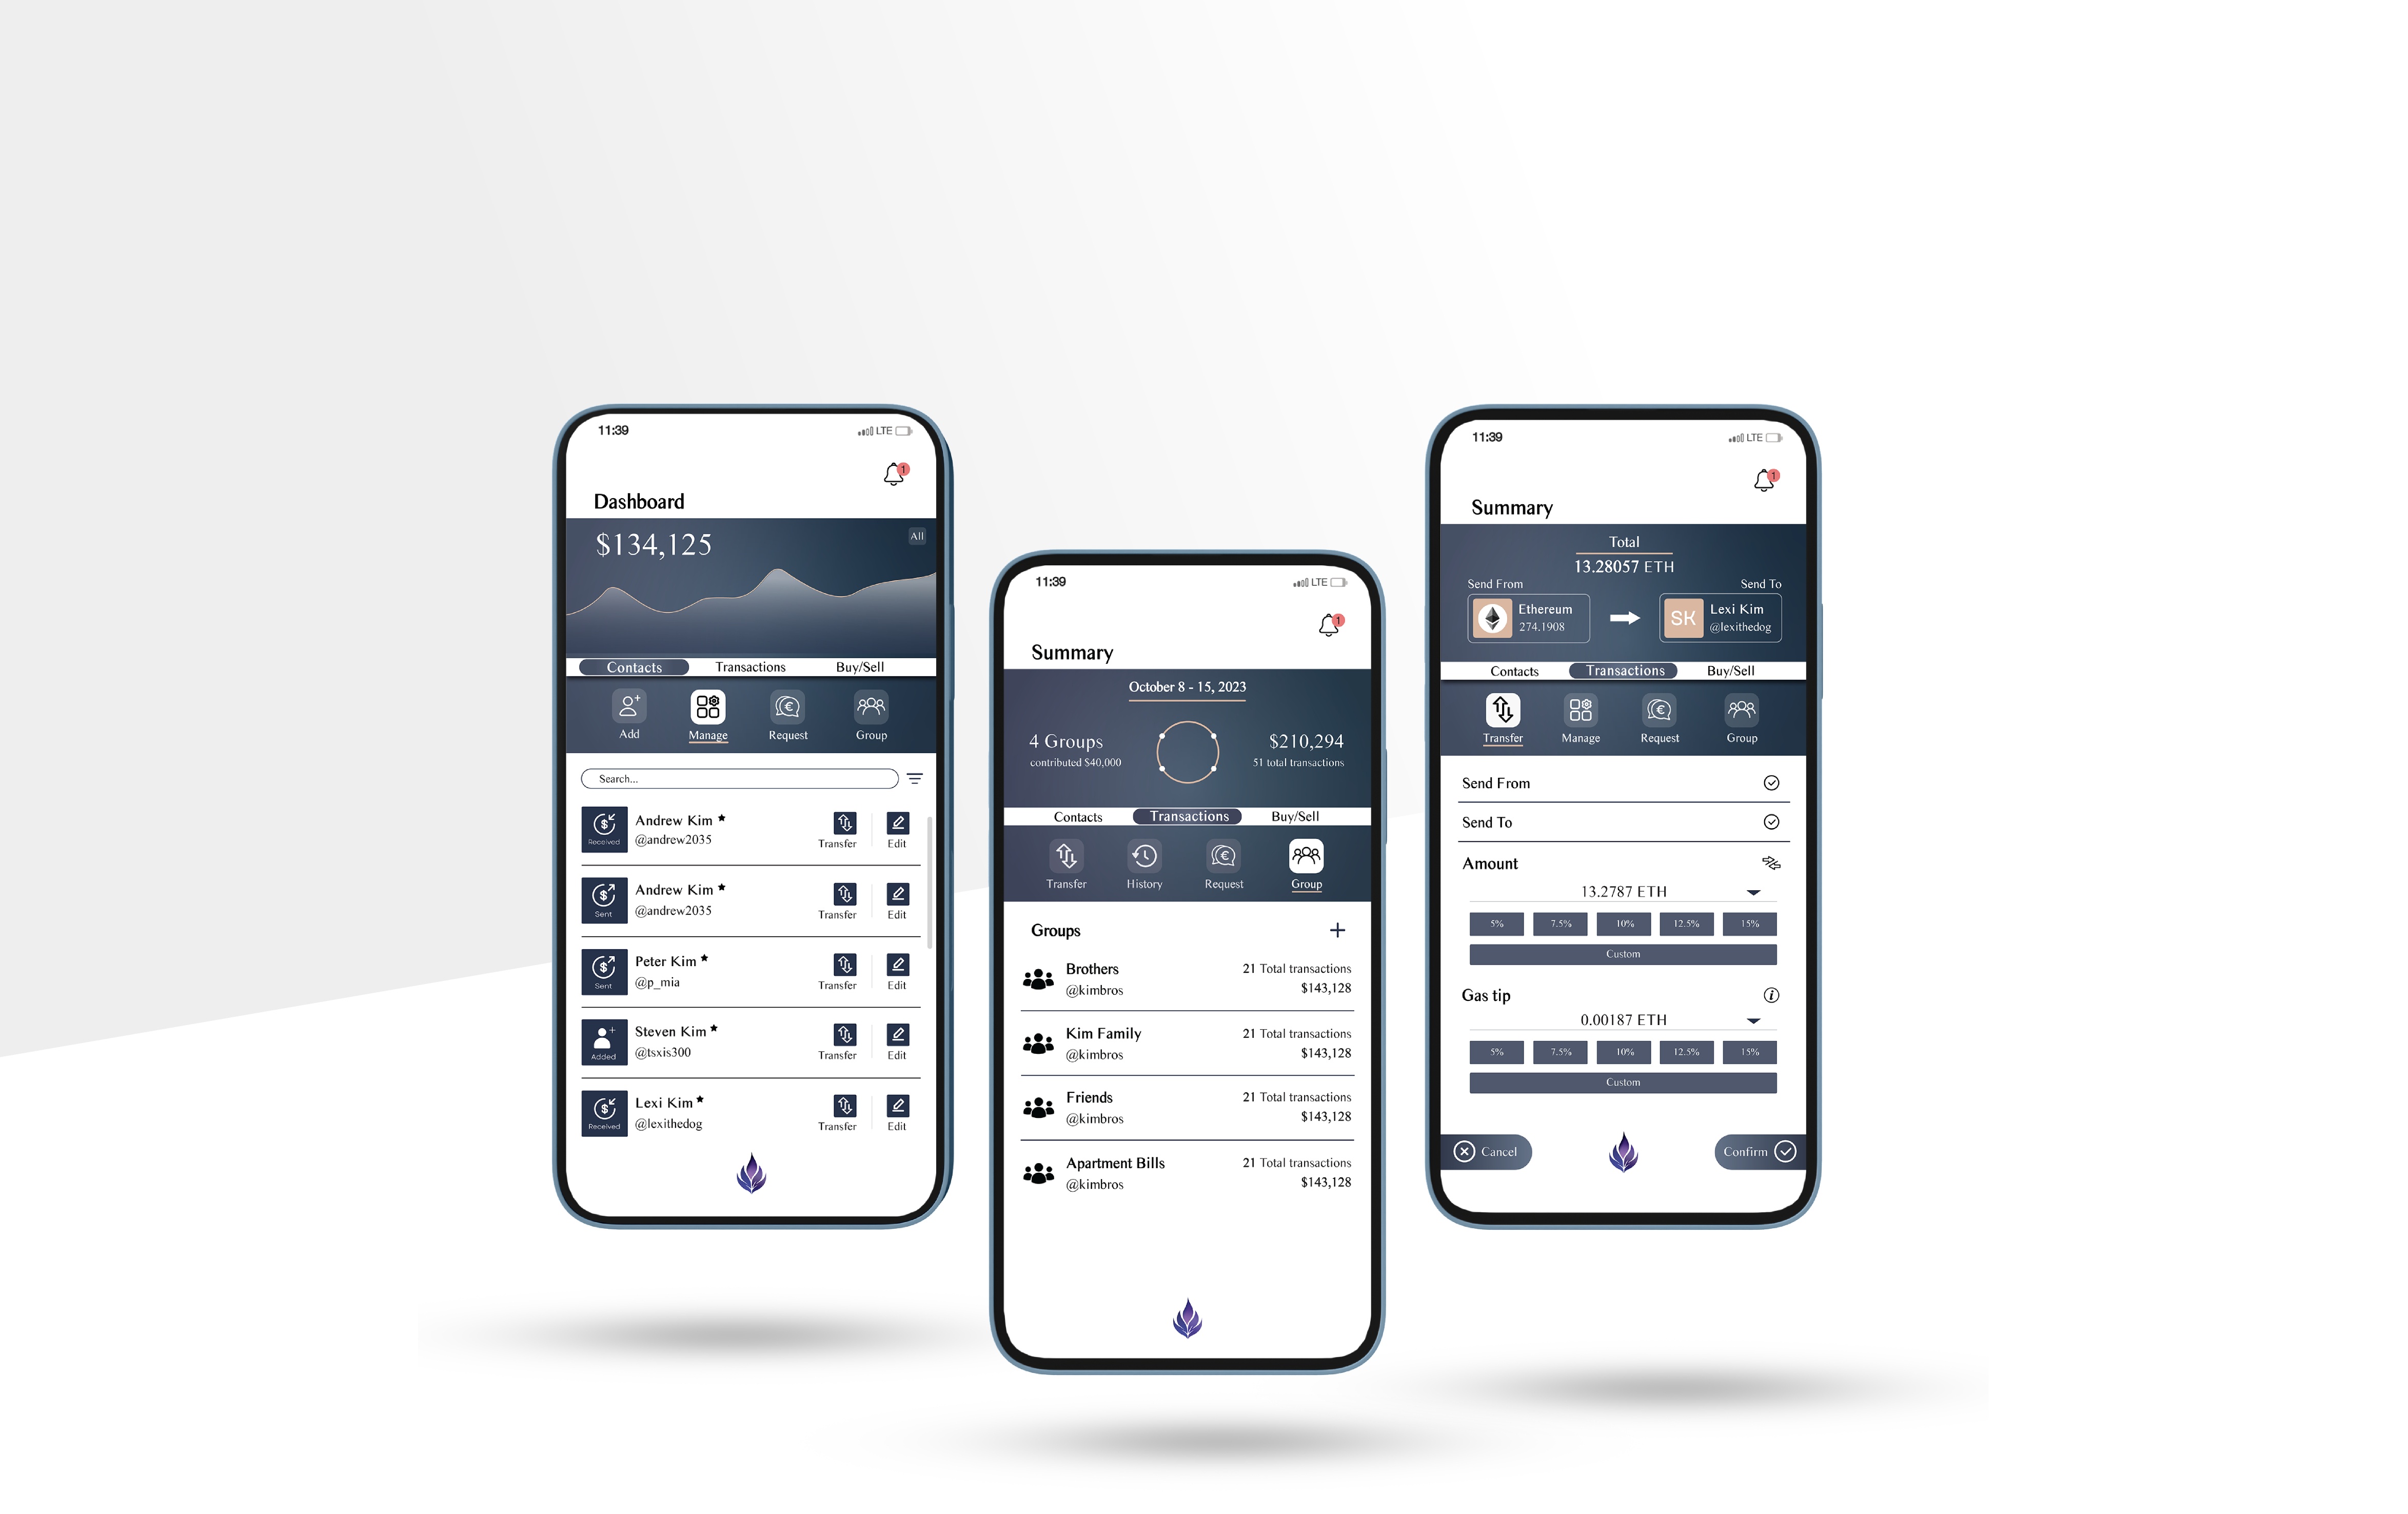 11:39 LTE
1
Dashboard
$134,125 All
Contacts Transactions Buy/Sell
Add Manage Request Group
Search...
Received Andrew Kim ★
@andrew2035 Transfer Edit
Sent Andrew Kim ★
@andrew2035 Transfer Edit
Sent Peter Kim ★
@p_mia Transfer Edit
Added Steven Kim ★
@tsxis300 Transfer Edit
Received Lexi Kim ★
@lexithedog Transfer Edit
11:39 LTE
1
Summary
October 8 - 15, 2023
4 Groups $210,294
contributed $40,000 51 total transactions
Contacts Transactions Buy/Sell
Transfer History Request Group
Groups
Brothers 21 Total transactions
@kimbros $143,128
Kim Family 21 Total transactions
@kimbros $143,128
Friends 21 Total transactions
@kimbros $143,128
Apartment Bills 21 Total transactions
@kimbros $143,128
11:39 LTE
1
Summary
Total
13.28057 ETH
Send From Send To
Ethereum SK Lexi Kim
274.1908 @lexithedog
Contacts Transactions Buy/Sell
Transfer Manage Request Group
Send From
Send To
Amount
13.2787 ETH
5% 7.5% 10% 12.5% 15%
Custom
Gas tip
0.00187 ETH
5% 7.5% 10% 12.5% 15%
Custom
Cancel Confirm